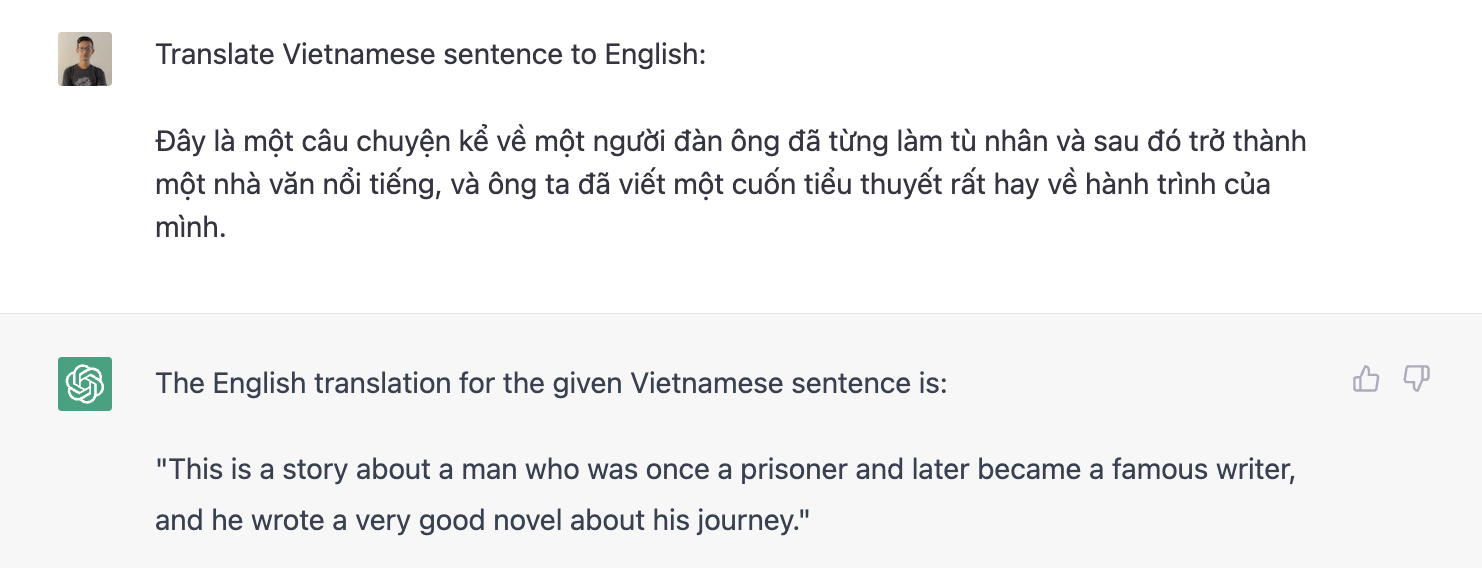 Translate Vietnamese sentence to English:
Đây là một câu chuyện kể về một người đàn ông đã từng làm tù nhân và sau đó trở thành
một nhà văn nổi tiếng, và ông ta đã viết một cuốn tiểu thuyết rất hay về hành trình của
mình.
The English translation for the given Vietnamese sentence is:
"This is a story about a man who was once a prisoner and later became a famous writer,
and he wrote a very good novel about his journey."